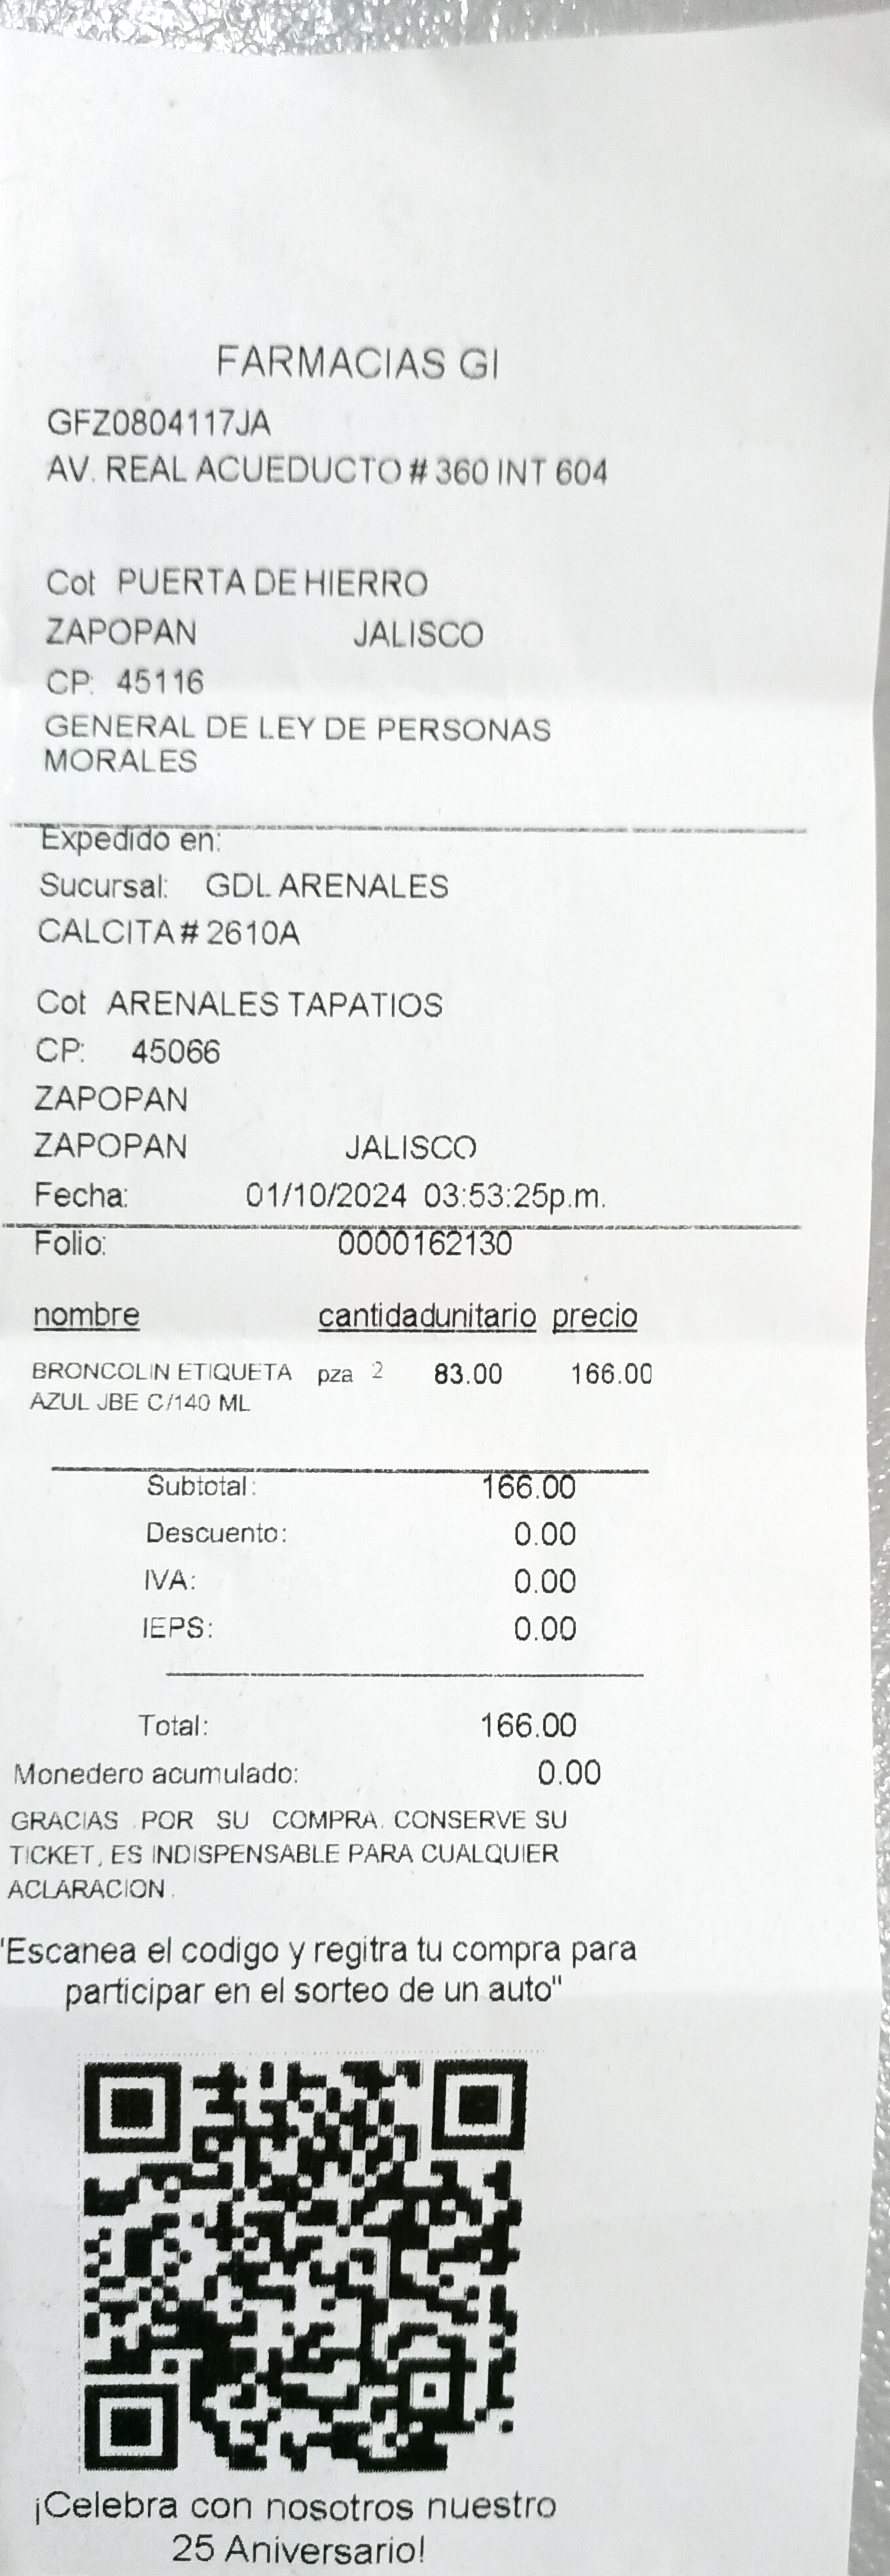 FARMACIAS GI
GFZ0804117JA
AV. REAL ACUEDUCTO # 360 INT 604
Cot PUERTA DE HIERRO
ZAPOPAN JALISCO
CP: 45116
GENERAL DE LEY DE PERSONAS
MORALES
Expedido en:
Sucursal: GDL ARENALES
CALCITA # 2610A
Cot ARENALES TAPATIOS
CP: 45066
ZAPOPAN
ZAPOPAN JALISCO
Fecha: 01/10/2024 03:53:25p.m.
Folio: 0000162130
nombre cantidadunitario precio
BRONCOLIN ETIQUETA pza 2 83.00 166.00
AZUL JBE C/140 ML
Subtotal: 166.00
Descuento: 0.00
IVA: 0.00
IEPS: 0.00
Total: 166.00
Monedero acumulado: 0.00
GRACIAS . POR SU COMPRA. CONSERVE SU
TICKET, ES INDISPENSABLE PARA CUALQUIER
ACLARACION .
"Escanea el codigo y regitra tu compra para
participar en el sorteo de un auto"
¡Celebra con nosotros nuestro
25 Aniversario!